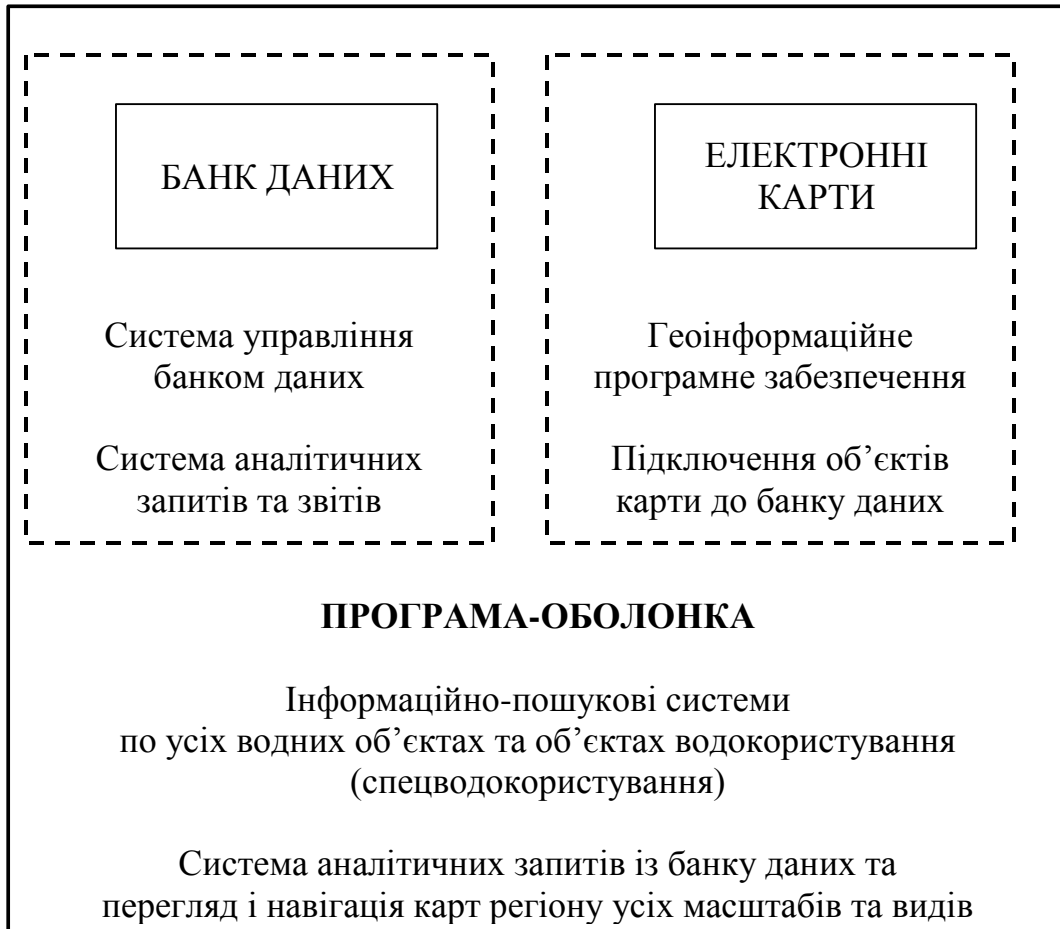 БАНК ДАНИХ
Система управління
банком даних
Система аналітичних
запитів та звітів
ЕЛЕКТРОННІ
КАРТИ
Геоінформаційне
програмне забезпечення
Підключення об’єктів
карти до банку даних
ПРОГРАМА-ОБОЛОНКА
Інформаційно-пошукові системи
по усіх водних об’єктах та об’єктах водокористування
(спецводокористування)
Система аналітичних запитів із банку даних та
перегляд і навігація карт регіону усіх масштабів та видів